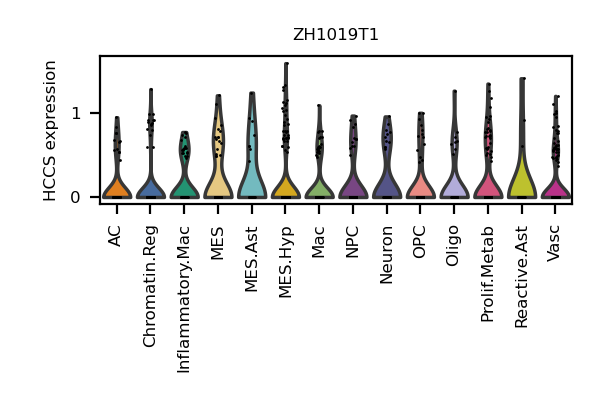 ZH1019T1
HCCS expression
1
0
AC
Chromatin.Reg
Inflammatory.Mac
MES
MES.Ast
MES.Hyp
Mac
NPC
Neuron
OPC
Oligo
Prolif.Metab
Reactive.Ast
Vasc